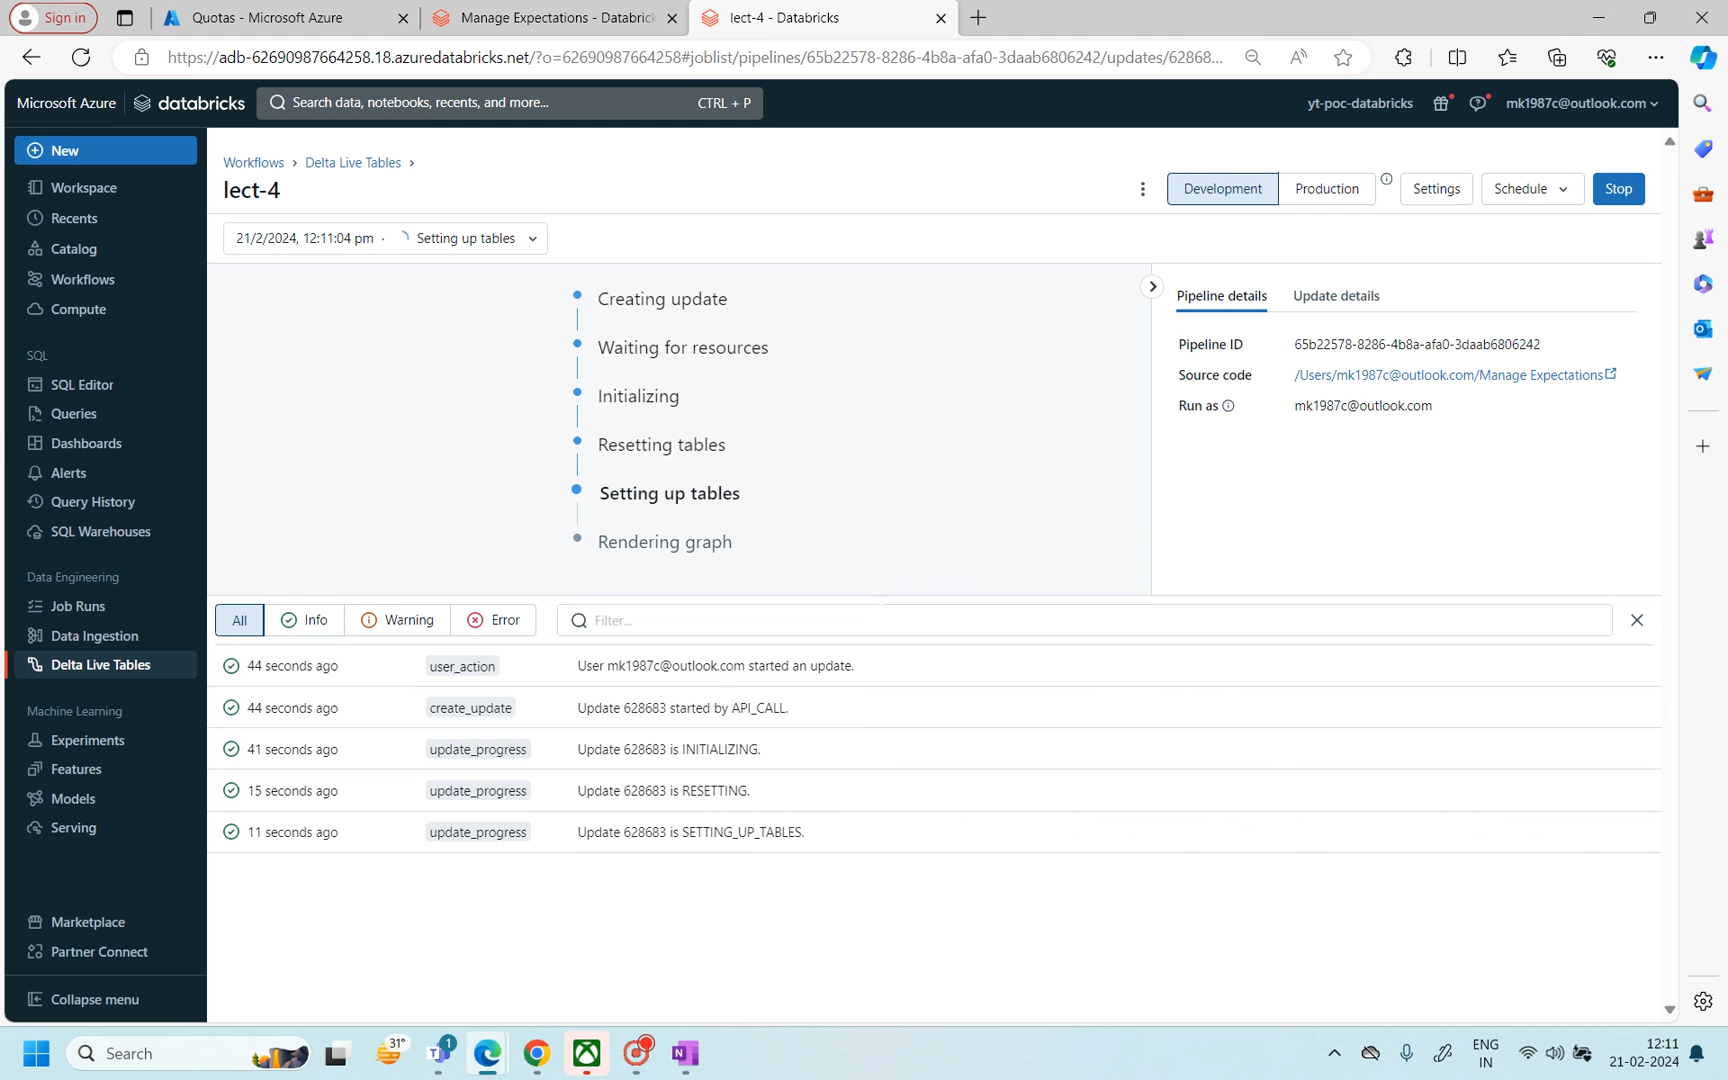 Sign in
Quotas - Microsoft Azure
Manage Expectations - Databrick
lect-4 - Databricks
https://adb-62690987664258.18.azuredatabricks.net/?o=62690987664258#joblist/pipelines/65b22578-8286-4b8a-afa0-3daab6806242/updates/62868...
Microsoft Azure
databricks
Search data, notebooks, recents, and more...
CTRL + P
yt-poc-databricks
mk1987c@outlook.com
New
Workspace
Recents
Catalog
Workflows
Compute
SQL
SQL Editor
Queries
Dashboards
Alerts
Query History
SQL Warehouses
Data Engineering
Job Runs
Data Ingestion
Delta Live Tables
Machine Learning
Experiments
Features
Models
Serving
Marketplace
Partner Connect
Collapse menu
Workflows > Delta Live Tables >
lect-4
Development
Production
Settings
Schedule
Stop
21/2/2024, 12:11:04 pm · Setting up tables
Creating update
Waiting for resources
Initializing
Resetting tables
Setting up tables
Rendering graph
Pipeline details
Update details
Pipeline ID 65b22578-8286-4b8a-afa0-3daab6806242
Source code /Users/mk1987c@outlook.com/Manage Expectations
Run as mk1987c@outlook.com
All
Info
Warning
Error
Filter...
44 seconds ago user_action User mk1987c@outlook.com started an update.
44 seconds ago create_update Update 628683 started by API_CALL.
41 seconds ago update_progress Update 628683 is INITIALIZING.
15 seconds ago update_progress Update 628683 is RESETTING.
11 seconds ago update_progress Update 628683 is SETTING_UP_TABLES.
Search
31°
1
ENG
IN
12:11
21-02-2024